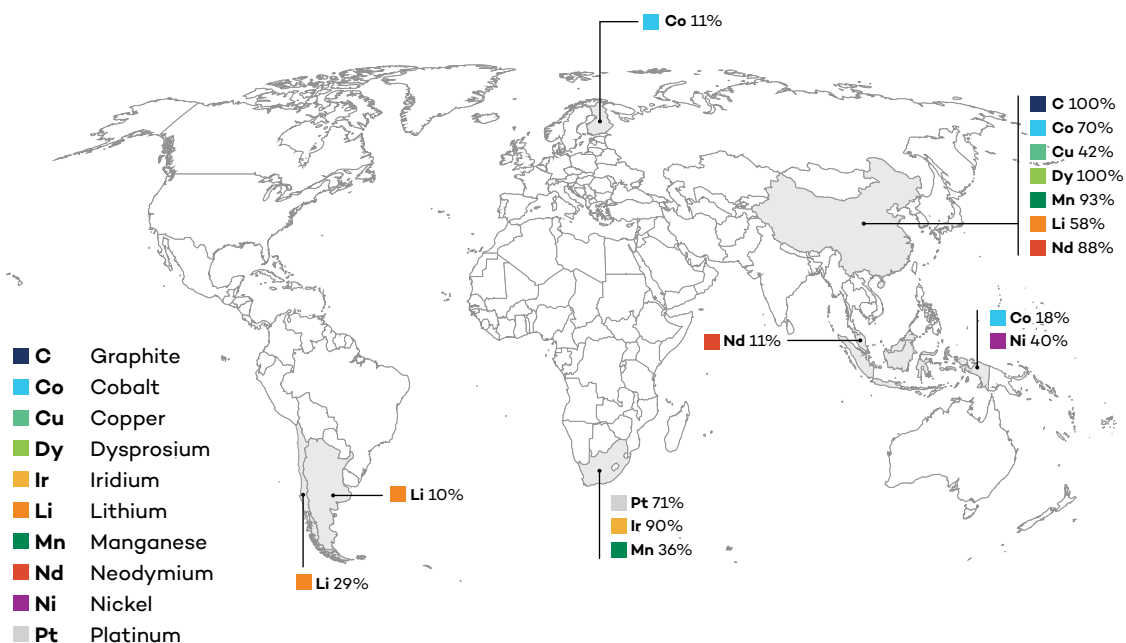 Co 11%
C 100%
Co 70%
Cu 42%
Dy 100%
Mn 93%
Li 58%
Nd 88%
Co 18%
Ni 40%
Nd 11%
Li 10%
Pt 71%
Ir 90%
Mn 36%
Li 29%
C Graphite
Co Cobalt
Cu Copper
Dy Dysprosium
Ir Iridium
Li Lithium
Mn Manganese
Nd Neodymium
Ni Nickel
Pt Platinum